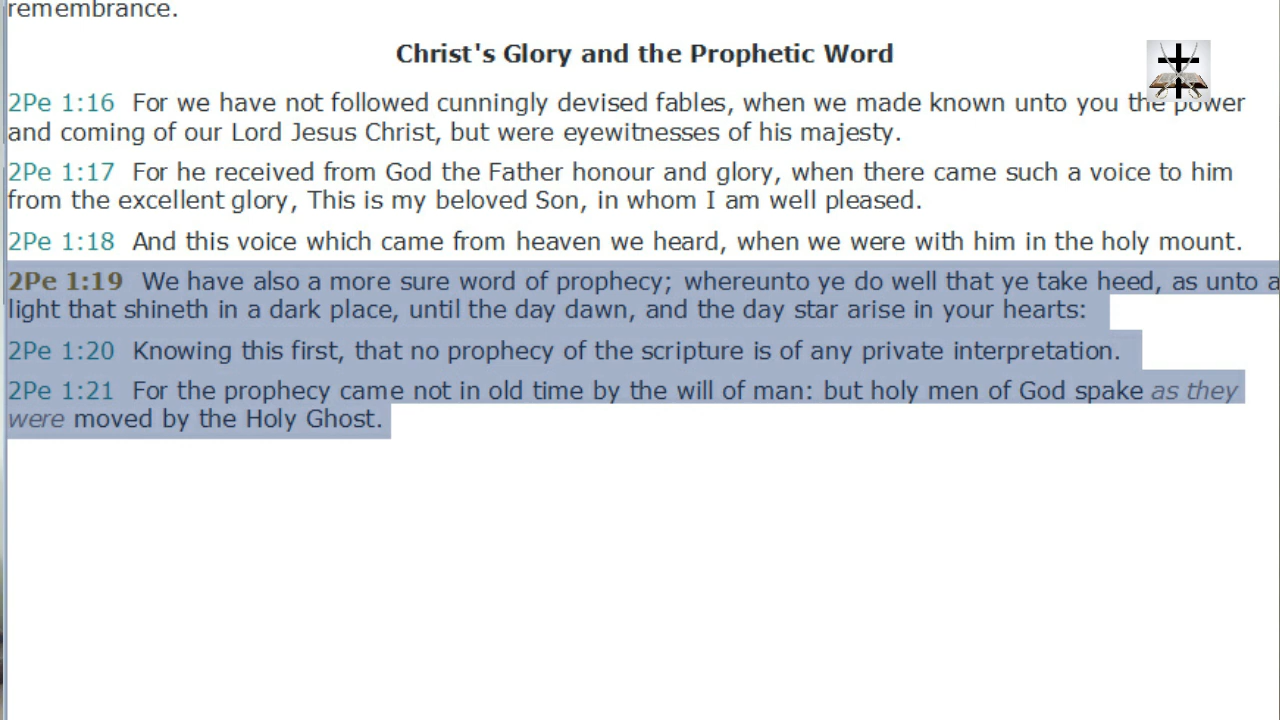 remembrance.
Christ's Glory and the Prophetic Word
2Pe 1:16 For we have not followed cunningly devised fables, when we made known unto you the power
and coming of our Lord Jesus Christ, but were eyewitnesses of his majesty.
2Pe 1:17 For he received from God the Father honour and glory, when there came such a voice to him
from the excellent glory, This is my beloved Son, in whom I am well pleased.
2Pe 1:18 And this voice which came from heaven we heard, when we were with him in the holy mount.
2Pe 1:19 We have also a more sure word of prophecy; whereunto ye do well that ye take heed, as unto a
light that shineth in a dark place, until the day dawn, and the day star arise in your hearts:
2Pe 1:20 Knowing this first, that no prophecy of the scripture is of any private interpretation.
2Pe 1:21 For the prophecy came not in old time by the will of man: but holy men of God spake as they
were moved by the Holy Ghost.